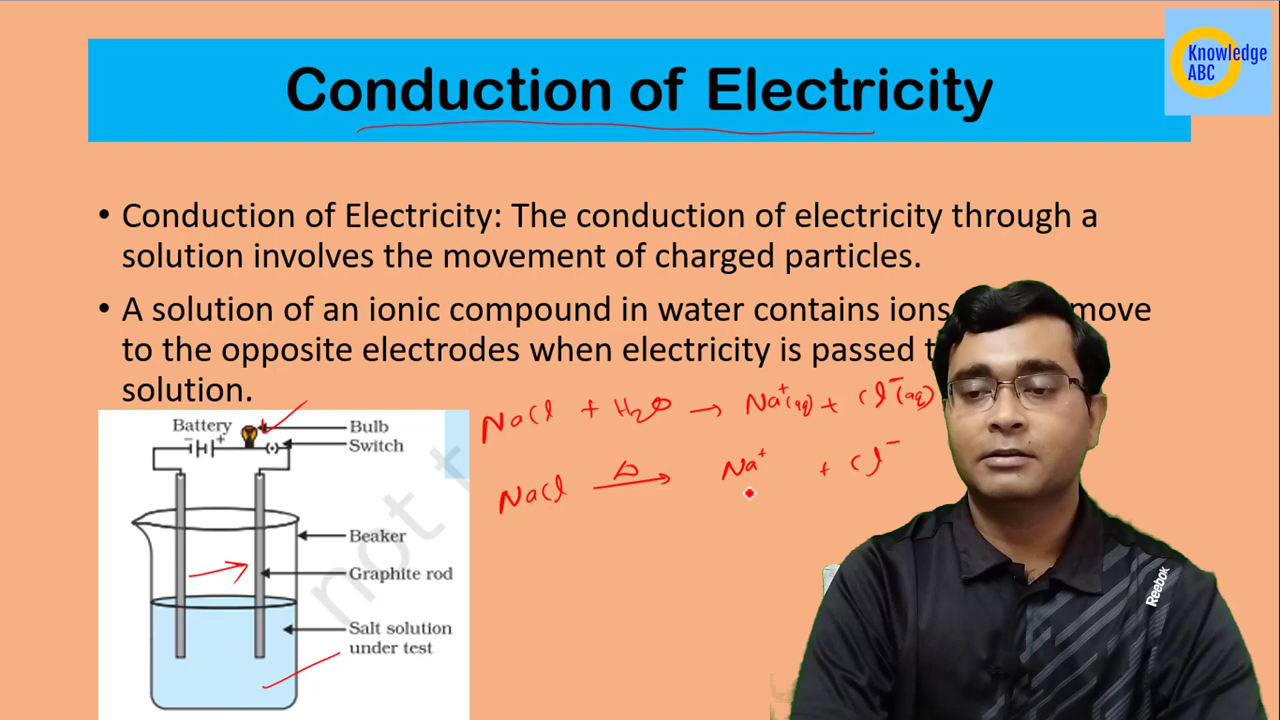 Knowledge
ABC
Conduction of Electricity
• Conduction of Electricity: The conduction of electricity through a
solution involves the movement of charged particles.
• A solution of an ionic compound in water contains ions move
to the opposite electrodes when electricity is passed
solution.
NaCl + H₂O → Na⁺(aq) + Cl⁻(aq)
NaCl —Δ→ Na⁺ + Cl⁻
Battery
− +
Bulb
Switch
Beaker
Graphite rod
Salt solution
under test
not
Reebok